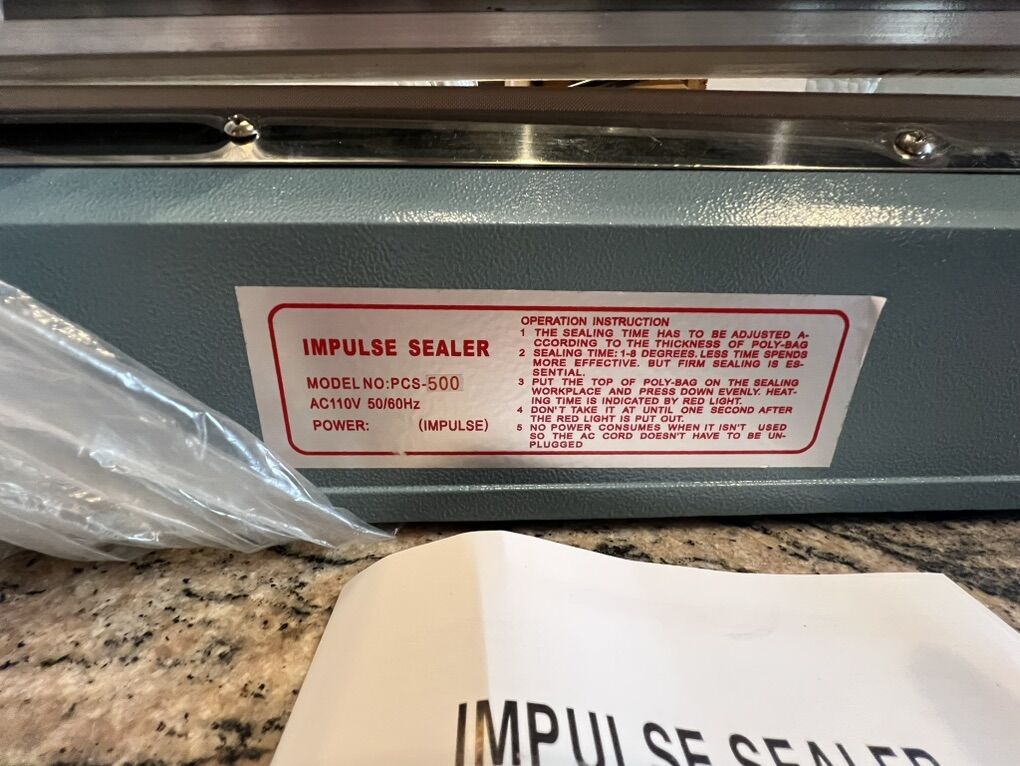 IMPULSE SEALER
MODEL NO:PCS-500
AC110V 50/60Hz
POWER: (IMPULSE)
OPERATION INSTRUCTION
1 THE SEALING TIME HAS TO BE ADJUSTED A-
CCORDING TO THE THICKNESS OF POLY-BAG
2 SEALING TIME: 1-8 DEGREES. LESS TIME SPENDS
MORE EFFECTIVE. BUT FIRM SEALING IS ES-
SENTIAL.
3 PUT THE TOP OF POLY-BAG ON THE SEALING
WORKPLACE AND PRESS DOWN EVENLY. HEAT-
ING TIME IS INDICATED BY RED LIGHT.
4 DON'T TAKE IT AT UNTIL ONE SECOND AFTER
THE RED LIGHT IS PUT OUT.
5 NO POWER CONSUMES WHEN IT ISN'T USED
SO THE AC CORD DOESN'T HAVE TO BE UN-
PLUGGED
IMPULSE SEALER